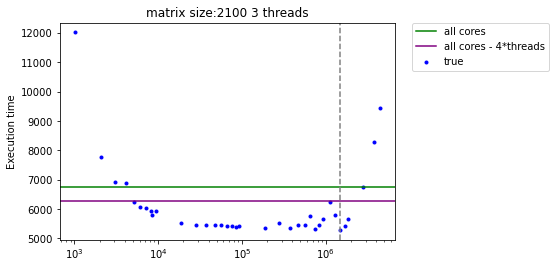 matrix size:2100 3 threads
12000
11000
10000
9000
8000
7000
6000
5000
Execution time
10³
10⁴
10⁵
10⁶
all cores
all cores - 4*threads
true